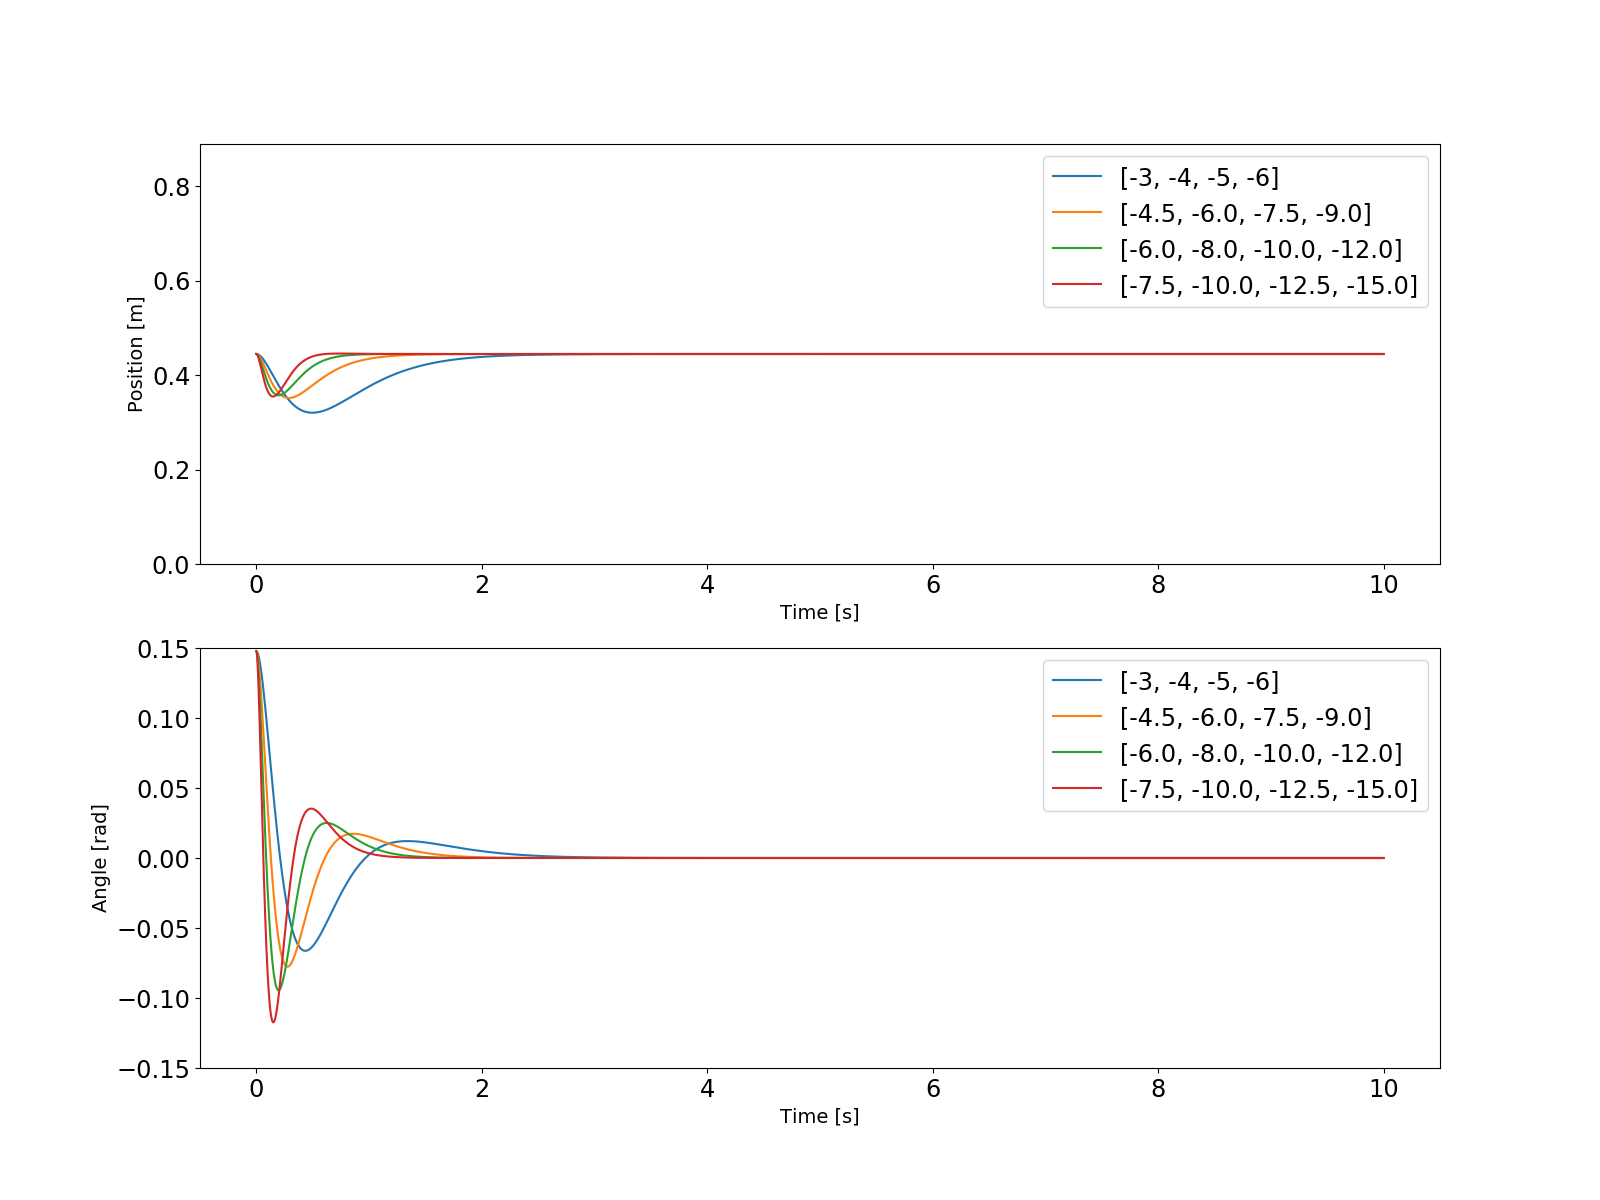 0.8
0.6
0.4
0.2
0.0
Position [m]
[-3, -4, -5, -6]
[-4.5, -6.0, -7.5, -9.0]
[-6.0, -8.0, -10.0, -12.0]
[-7.5, -10.0, -12.5, -15.0]
0 2 4 6 8 10
Time [s]
0.15
0.10
0.05
0.00
−0.05
−0.10
−0.15
Angle [rad]
[-3, -4, -5, -6]
[-4.5, -6.0, -7.5, -9.0]
[-6.0, -8.0, -10.0, -12.0]
[-7.5, -10.0, -12.5, -15.0]
0 2 4 6 8 10
Time [s]